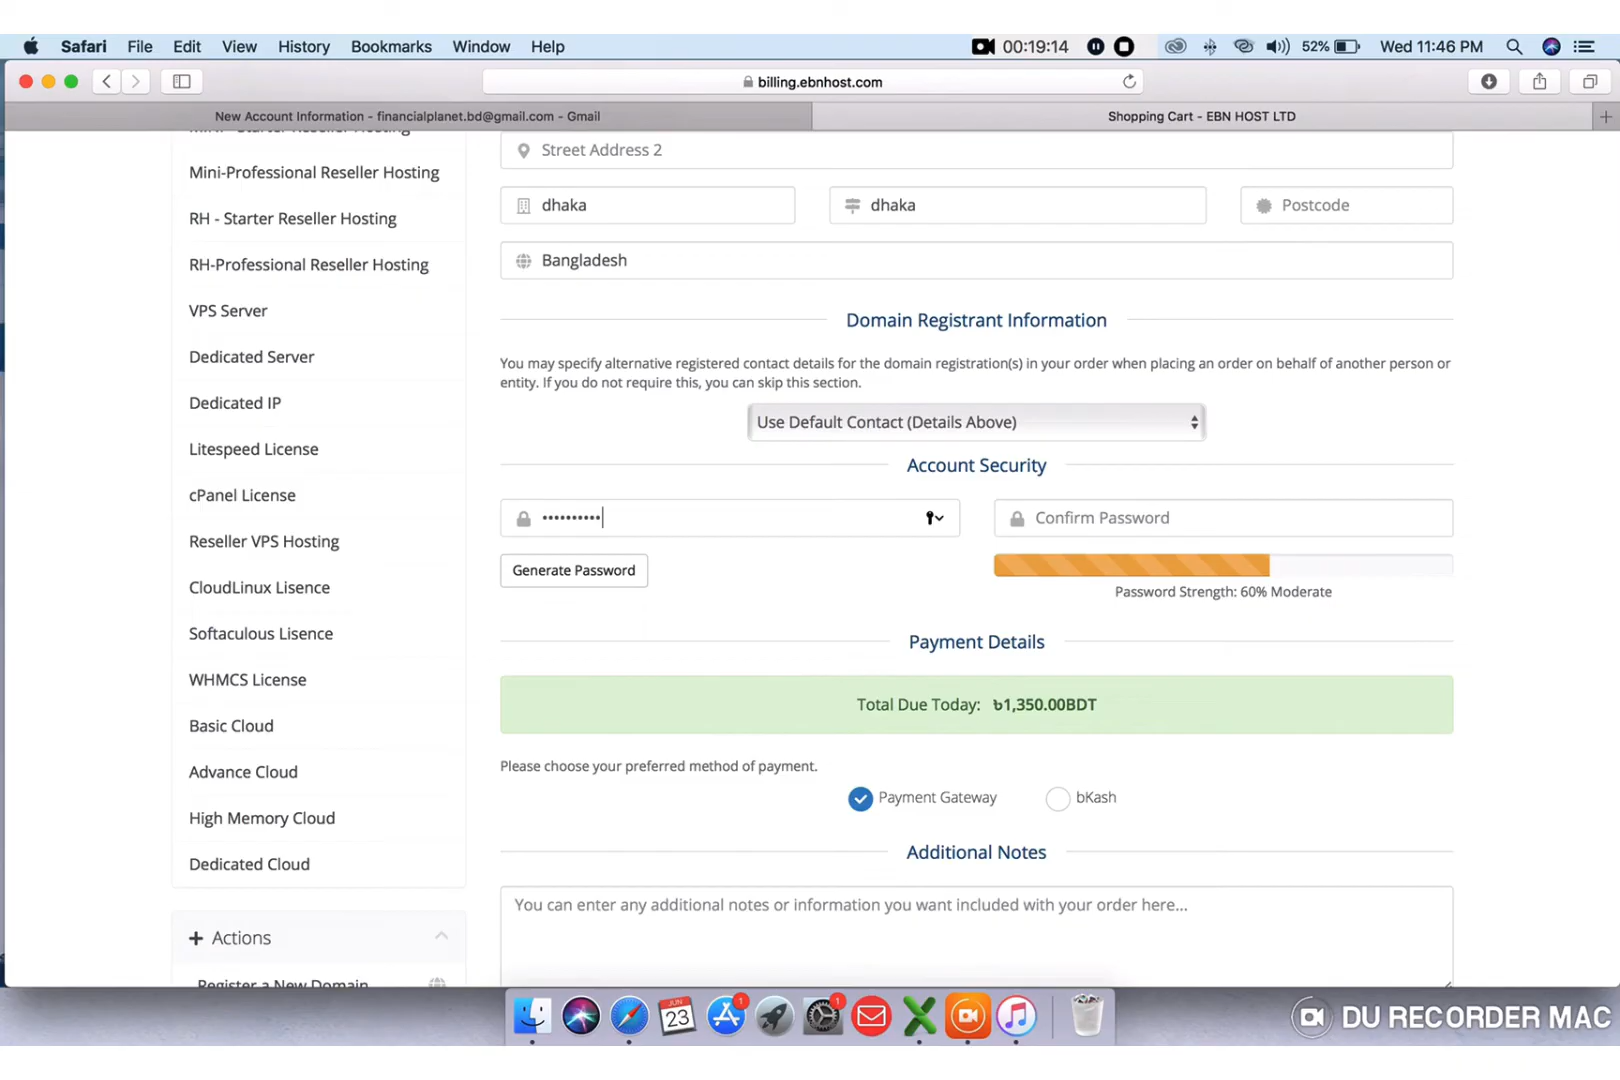 Safari File Edit View History Bookmarks Window Help 00:19:14 52% Wed 11:46 PM
billing.ebnhost.com
New Account Information - financialplanet.bd@gmail.com - Gmail
Shopping Cart - EBN HOST LTD
Mini-Professional Reseller Hosting
RH - Starter Reseller Hosting
RH-Professional Reseller Hosting
VPS Server
Dedicated Server
Dedicated IP
Litespeed License
cPanel License
Reseller VPS Hosting
CloudLinux Lisence
Softaculous Lisence
WHMCS License
Basic Cloud
Advance Cloud
High Memory Cloud
Dedicated Cloud
Actions
Register a New Domain
Street Address 2
dhaka dhaka Postcode
Bangladesh
Domain Registrant Information
You may specify alternative registered contact details for the domain registration(s) in your order when placing an order on behalf of another person or
entity. If you do not require this, you can skip this section.
Use Default Contact (Details Above)
Account Security
•••••••••• Confirm Password
Generate Password
Password Strength: 60% Moderate
Payment Details
Total Due Today: ৳1,350.00BDT
Please choose your preferred method of payment.
Payment Gateway bKash
Additional Notes
You can enter any additional notes or information you want included with your order here...
JUN
23
1
1
DU RECORDER MAC